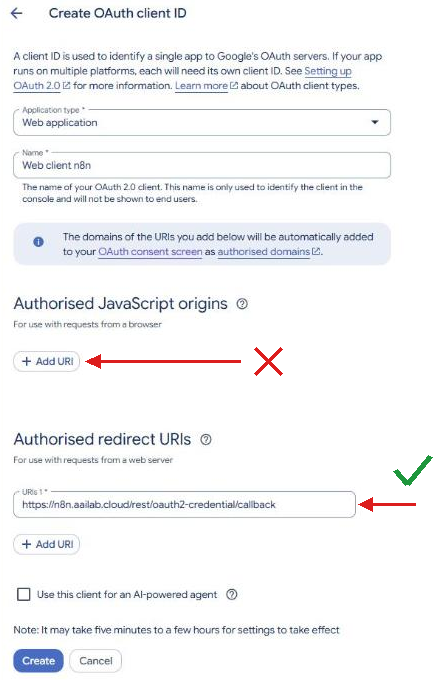 Create OAuth client ID
A client ID is used to identify a single app to Google's OAuth servers. If your app
runs on multiple platforms, each will need its own client ID. See Setting up
OAuth 2.0 for more information. Learn more about OAuth client types.
Application type *
Web application
Name *
Web client n8n
The name of your OAuth 2.0 client. This name is only used to identify the client in the
console and will not be shown to end users.
The domains of the URIs you add below will be automatically added
to your OAuth consent screen as authorised domains.
Authorised JavaScript origins
For use with requests from a browser
+ Add URI
Authorised redirect URIs
For use with requests from a web server
URIs 1 *
https://n8n.aailab.cloud/rest/oauth2-credential/callback
+ Add URI
Use this client for an AI-powered agent
Note: It may take five minutes to a few hours for settings to take effect
Create Cancel